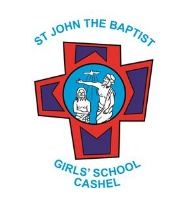 ST JOHN THE BAPTIST
GIRLS' SCHOOL
CASHEL